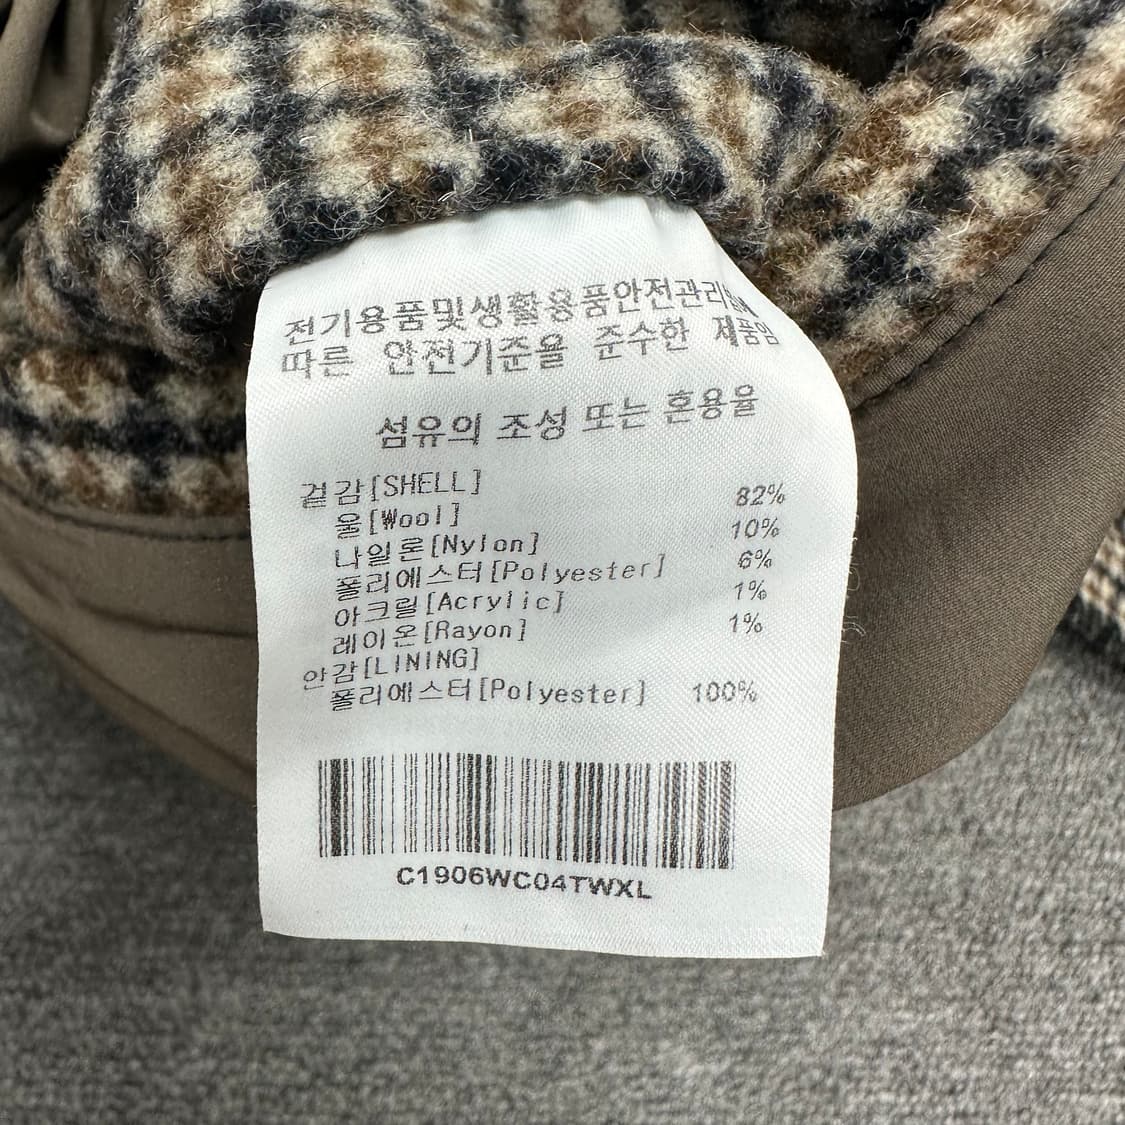 전기용품및생활용품안전관리
따른 안전기준을 준수한 제품임
섬유의 조성 또는 혼용율
겉감[SHELL]
울[Wool] 82%
나일론[Nylon] 10%
폴리에스터[Polyester] 6%
아크릴[Acrylic] 1%
레이온[Rayon] 1%
안감[LINING]
폴리에스터[Polyester] 100%
C1906WC04TWXL